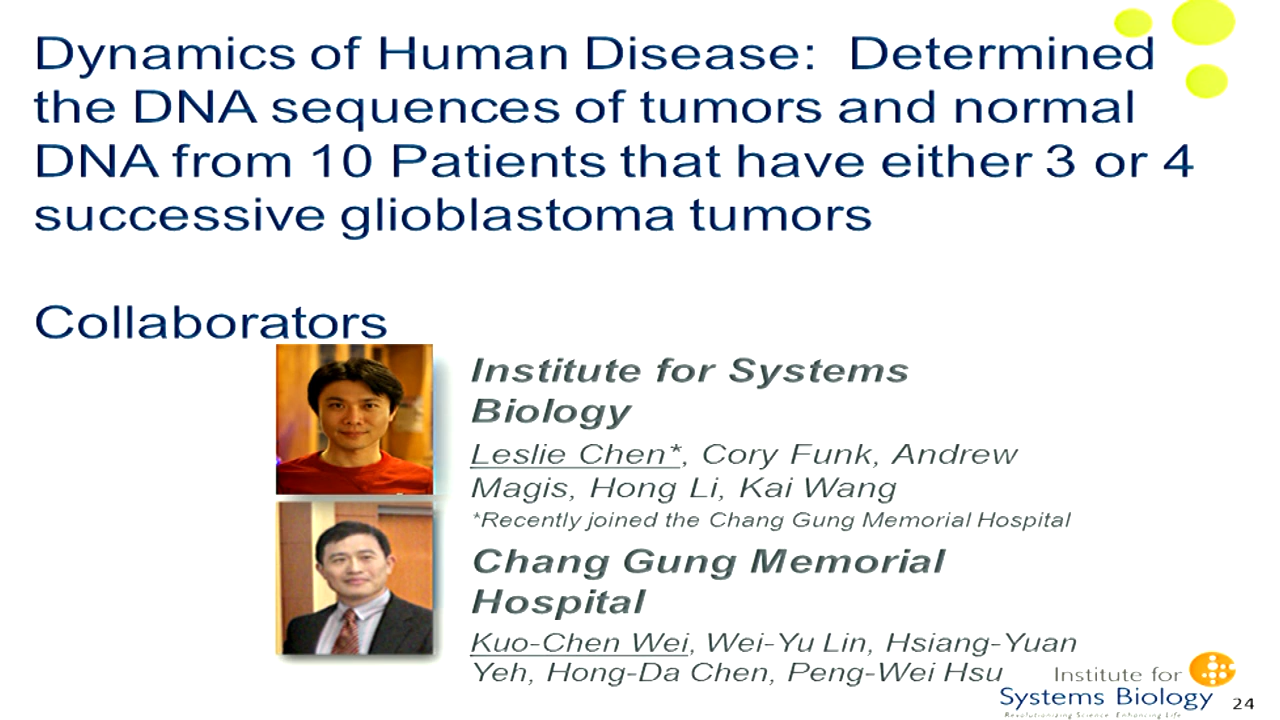 Dynamics of Human Disease: Determined
the DNA sequences of tumors and normal
DNA from 10 Patients that have either 3 or 4
successive glioblastoma tumors
Collaborators
Institute for Systems
Biology
Leslie Chen*, Cory Funk, Andrew
Magis, Hong Li, Kai Wang
*Recently joined the Chang Gung Memorial Hospital
Chang Gung Memorial
Hospital
Kuo-Chen Wei, Wei-Yu Lin, Hsiang-Yuan
Yeh, Hong-Da Chen, Peng-Wei Hsu
Institute for
Systems Biology
Revolutionizing Science. Enhancing Life.
24